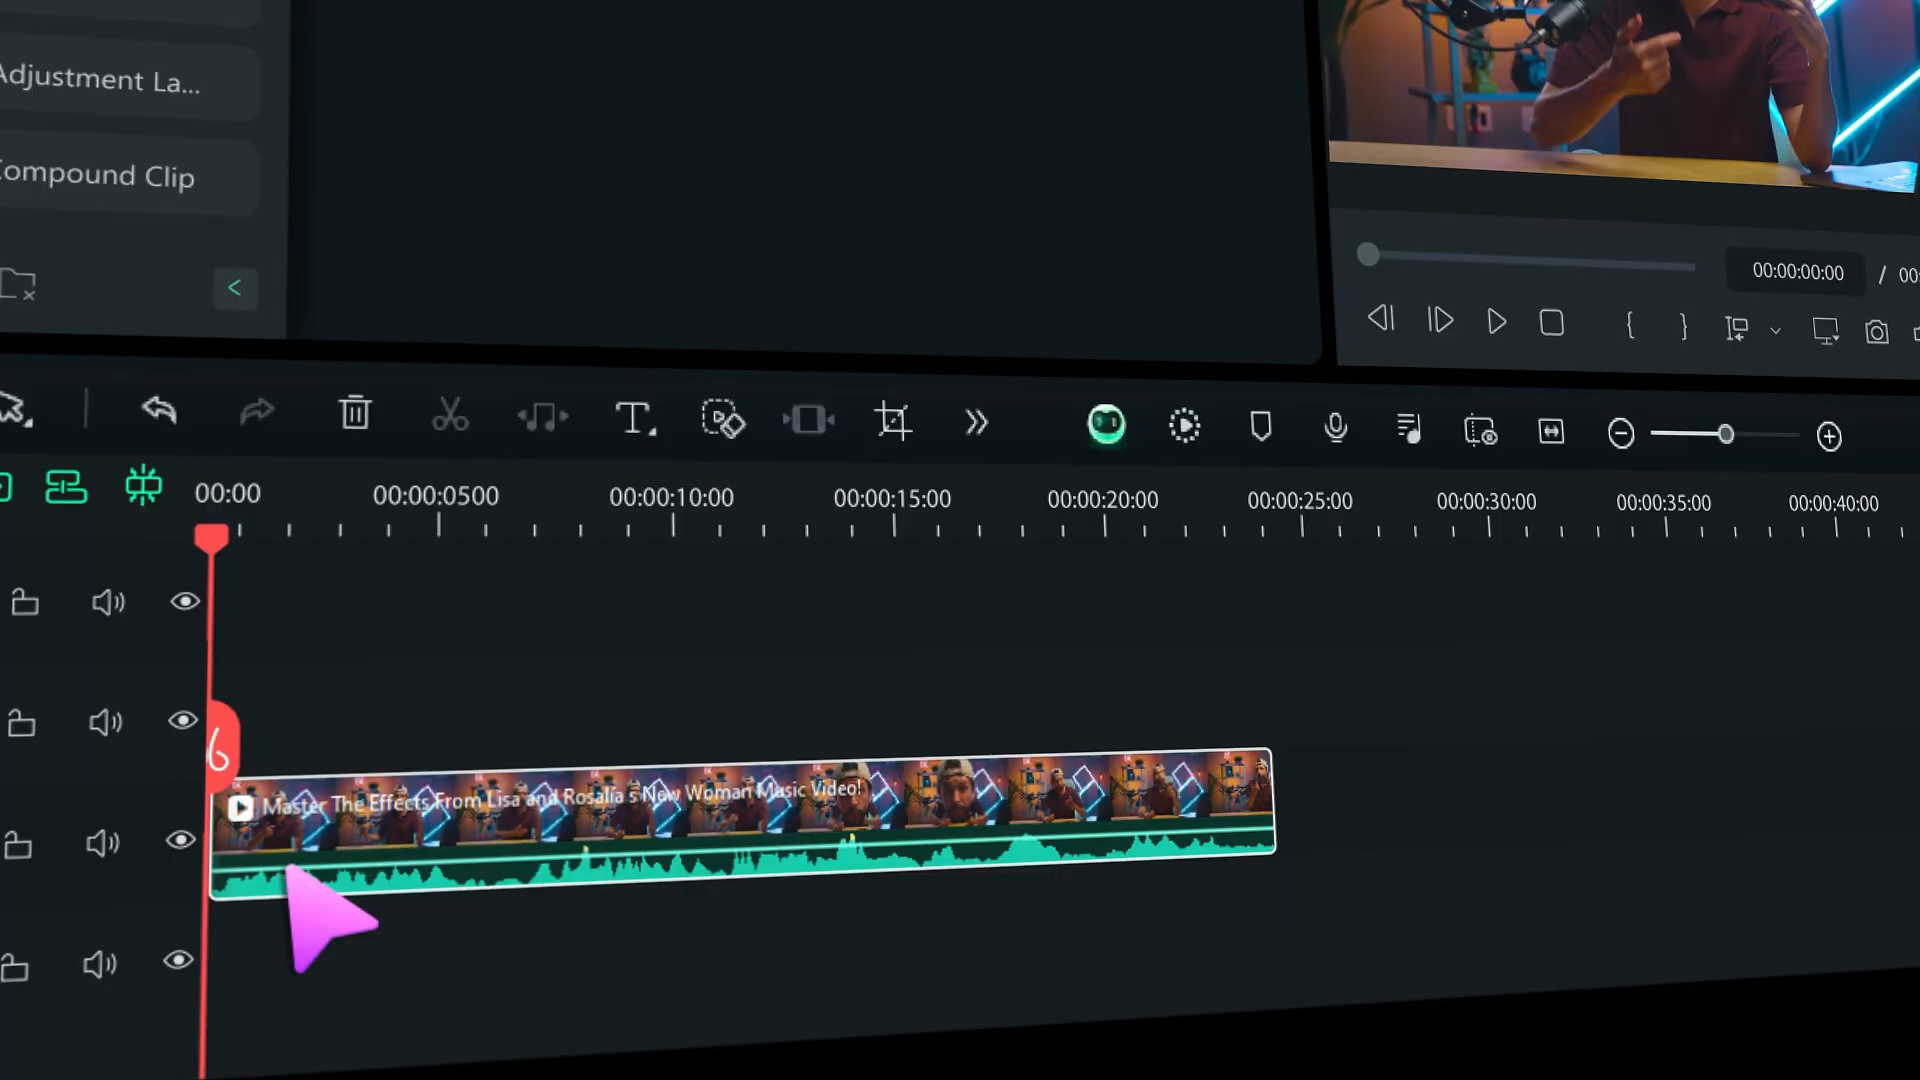 Adjustment La...
Compound Clip
00:00:00:00 / 00:
00:00 00:00:0500 00:00:10:00 00:00:15:00 00:00:20:00 00:00:25:00 00:00:30:00 00:00:35:00 00:00:40:00
Master The Effects From Lisa and Rosalia s New Woman Music Video!